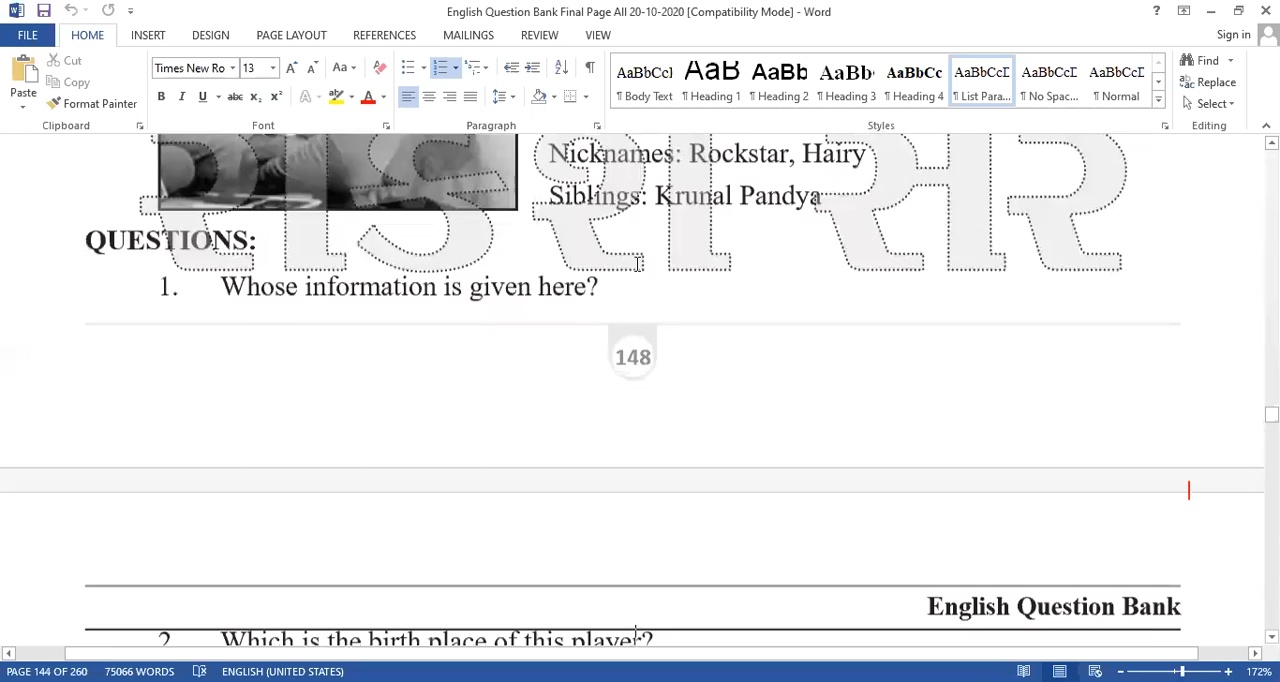 English Question Bank Final Page All 20-10-2020 [Compatibility Mode] - Word
FILE HOME INSERT DESIGN PAGE LAYOUT REFERENCES MAILINGS REVIEW VIEW Sign in
Paste
Cut
Copy
Format Painter
Clipboard
Times New Ro 13
Font
Paragraph
AaBbCcI AaB AaBb AaBb AaBbCc AaBbCcI AaBbCcI AaBbCcI
¶ Body Text ¶ Heading 1 ¶ Heading 2 ¶ Heading 3 ¶ Heading 4 ¶ List Para... ¶ No Spac... ¶ Normal
Styles
Find
Replace
Select
Editing
Nicknames: Rockstar, Hairy
Siblings: Krunal Pandya
QUESTIONS:
1. Whose information is given here?
148
English Question Bank
2. Which is the birth place of this player?
PAGE 144 OF 260 75066 WORDS ENGLISH (UNITED STATES) 172%